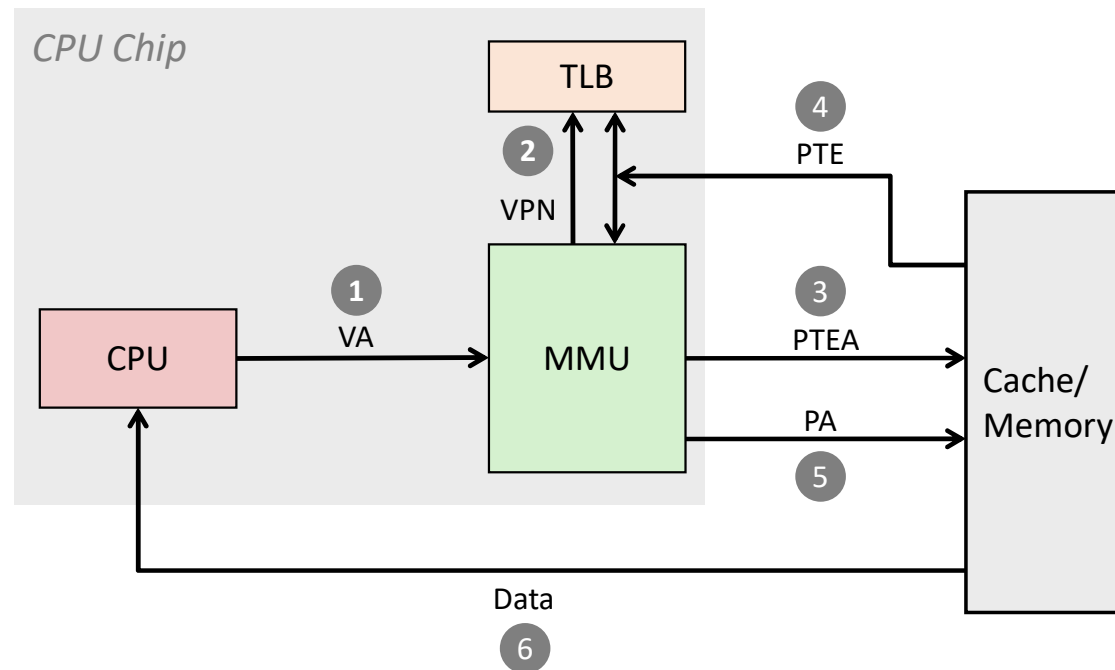 CPU Chip
TLB
4
PTE
2
VPN
1
VA
3
PTEA
CPU
MMU
Cache/
Memory
PA
5
Data
6